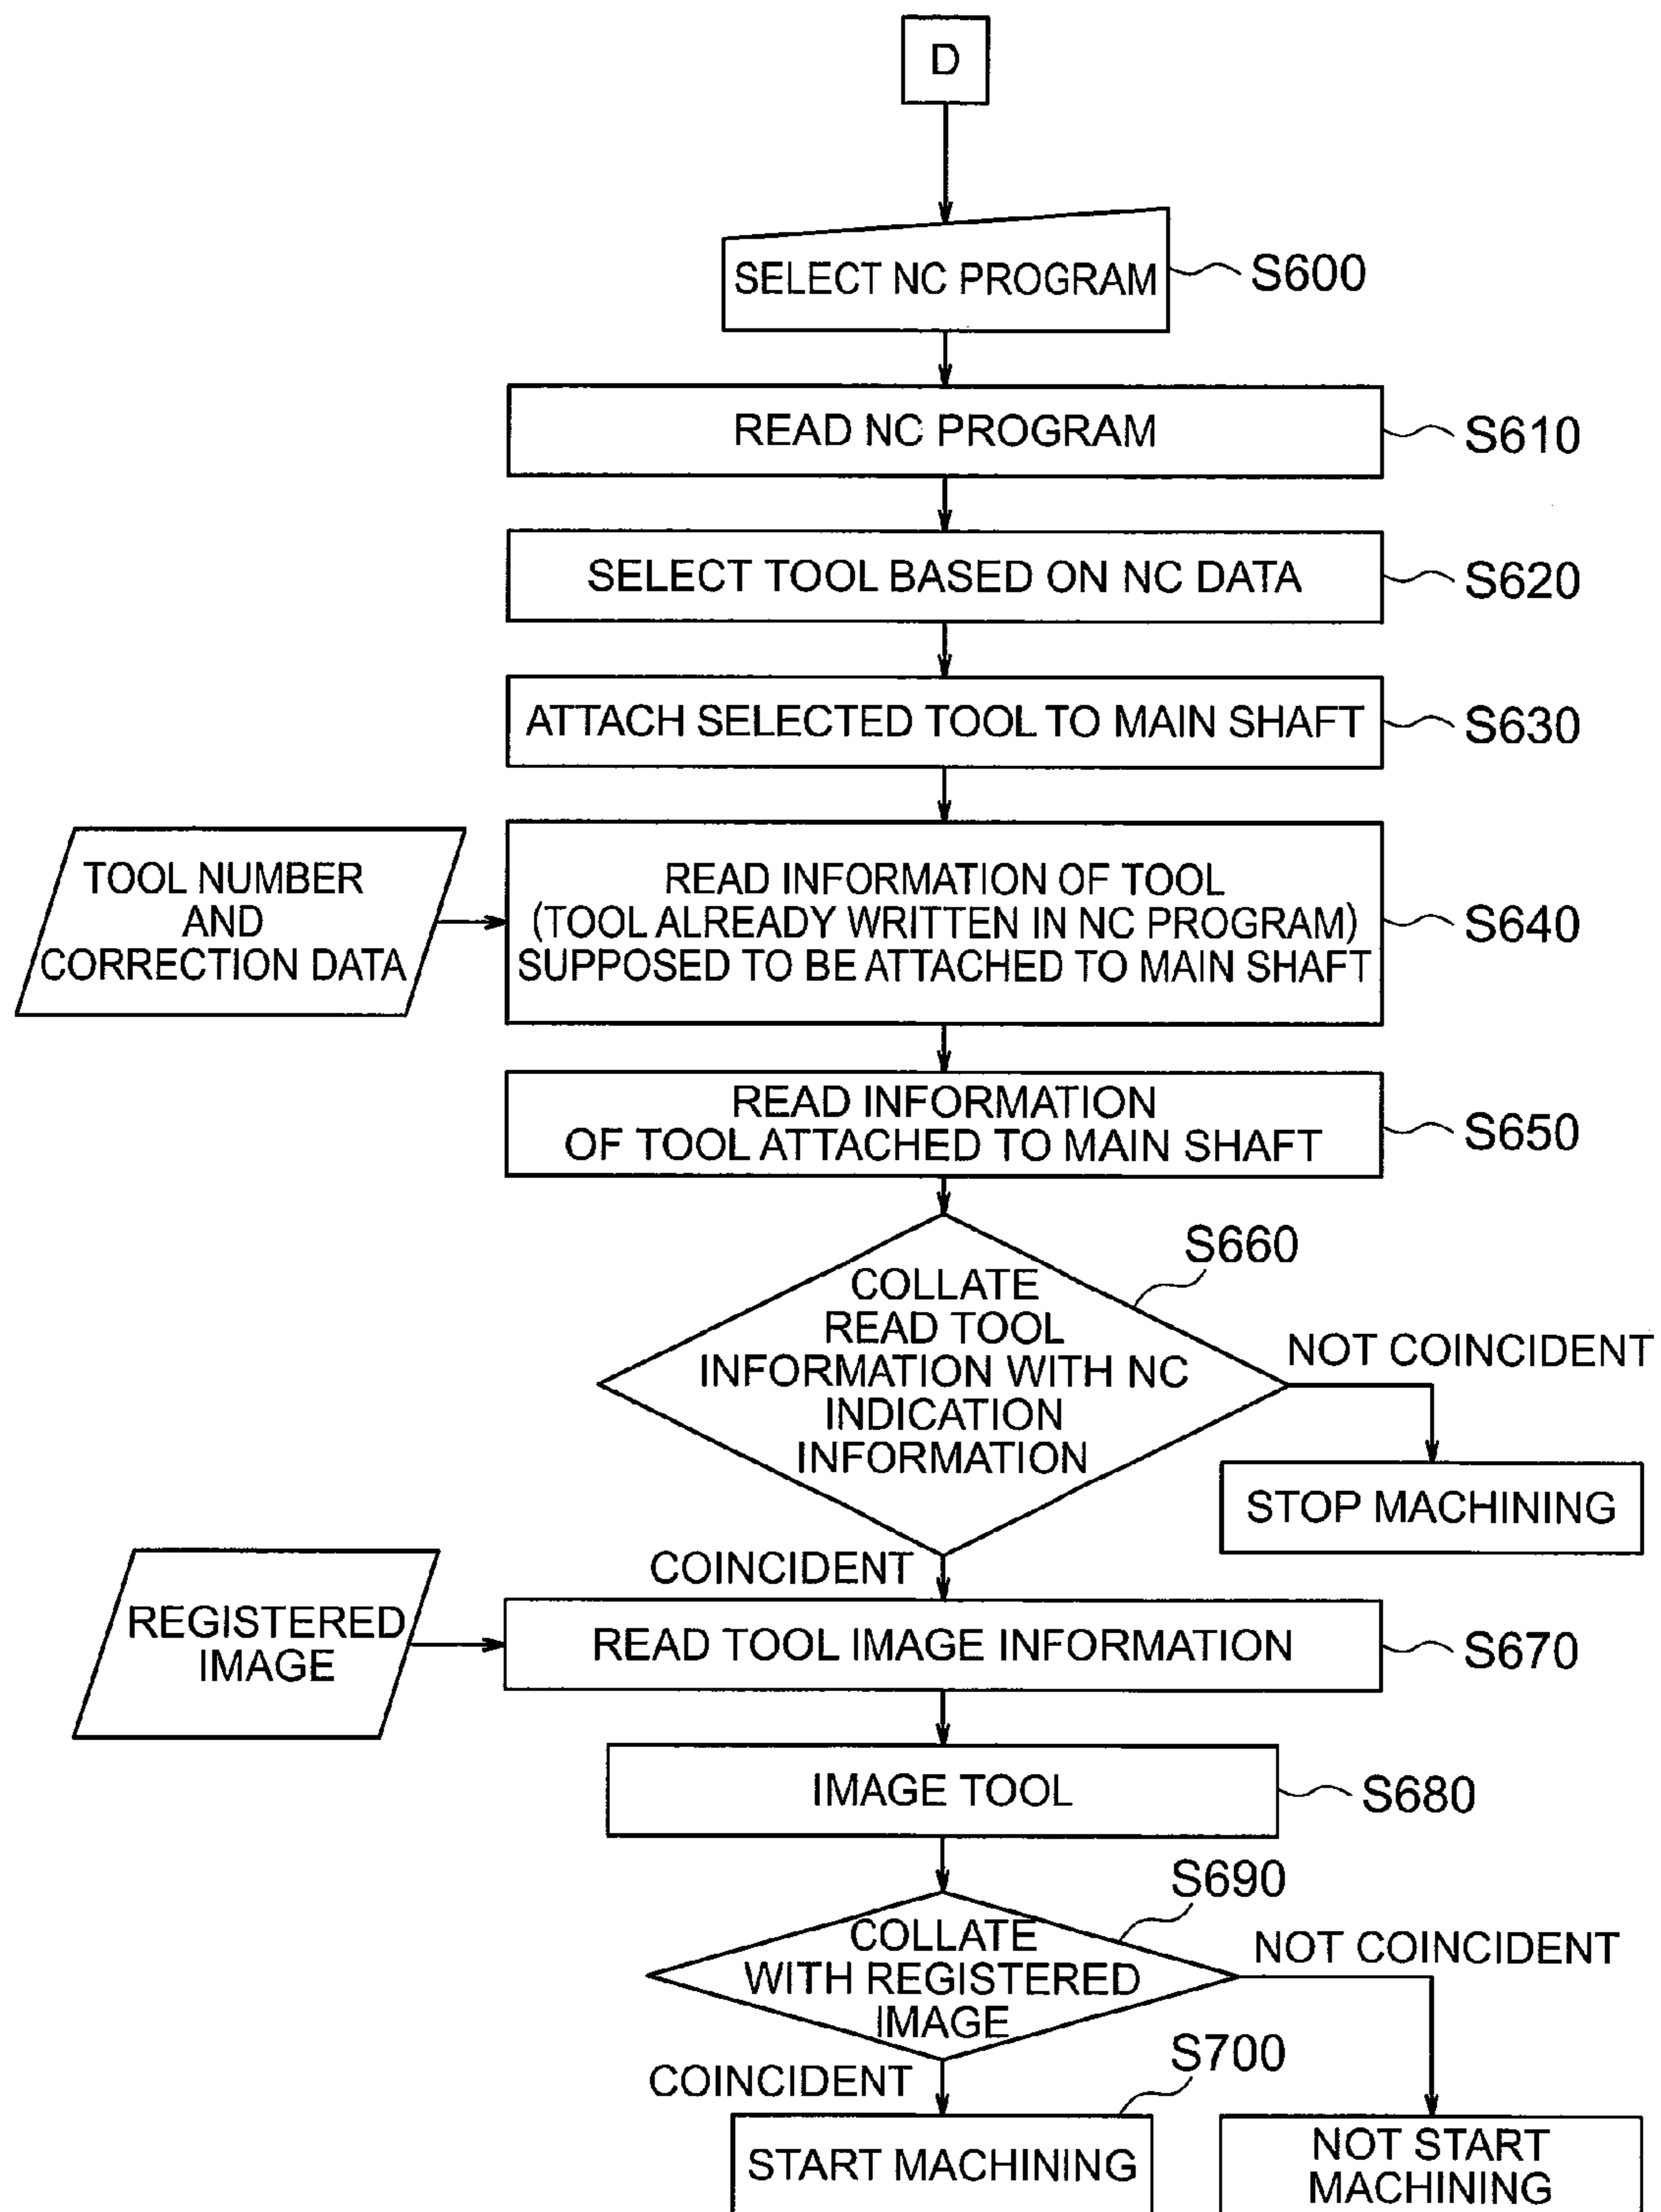 D
SELECT NC PROGRAM
S600
READ NC PROGRAM
S610
SELECT TOOL BASED ON NC DATA
S620
ATTACH SELECTED TOOL TO MAIN SHAFT
S630
TOOL NUMBER
AND
CORRECTION DATA
READ INFORMATION OF TOOL
(TOOL ALREADY WRITTEN IN NC PROGRAM)
SUPPOSED TO BE ATTACHED TO MAIN SHAFT
S640
READ INFORMATION
OF TOOL ATTACHED TO MAIN SHAFT
S650
S660
COLLATE
READ TOOL
INFORMATION WITH NC
INDICATION
INFORMATION
NOT COINCIDENT
STOP MACHINING
COINCIDENT
REGISTERED
IMAGE
READ TOOL IMAGE INFORMATION
S670
IMAGE TOOL
S680
S690
COLLATE
WITH REGISTERED
IMAGE
NOT COINCIDENT
COINCIDENT
S700
START MACHINING
NOT START
MACHINING